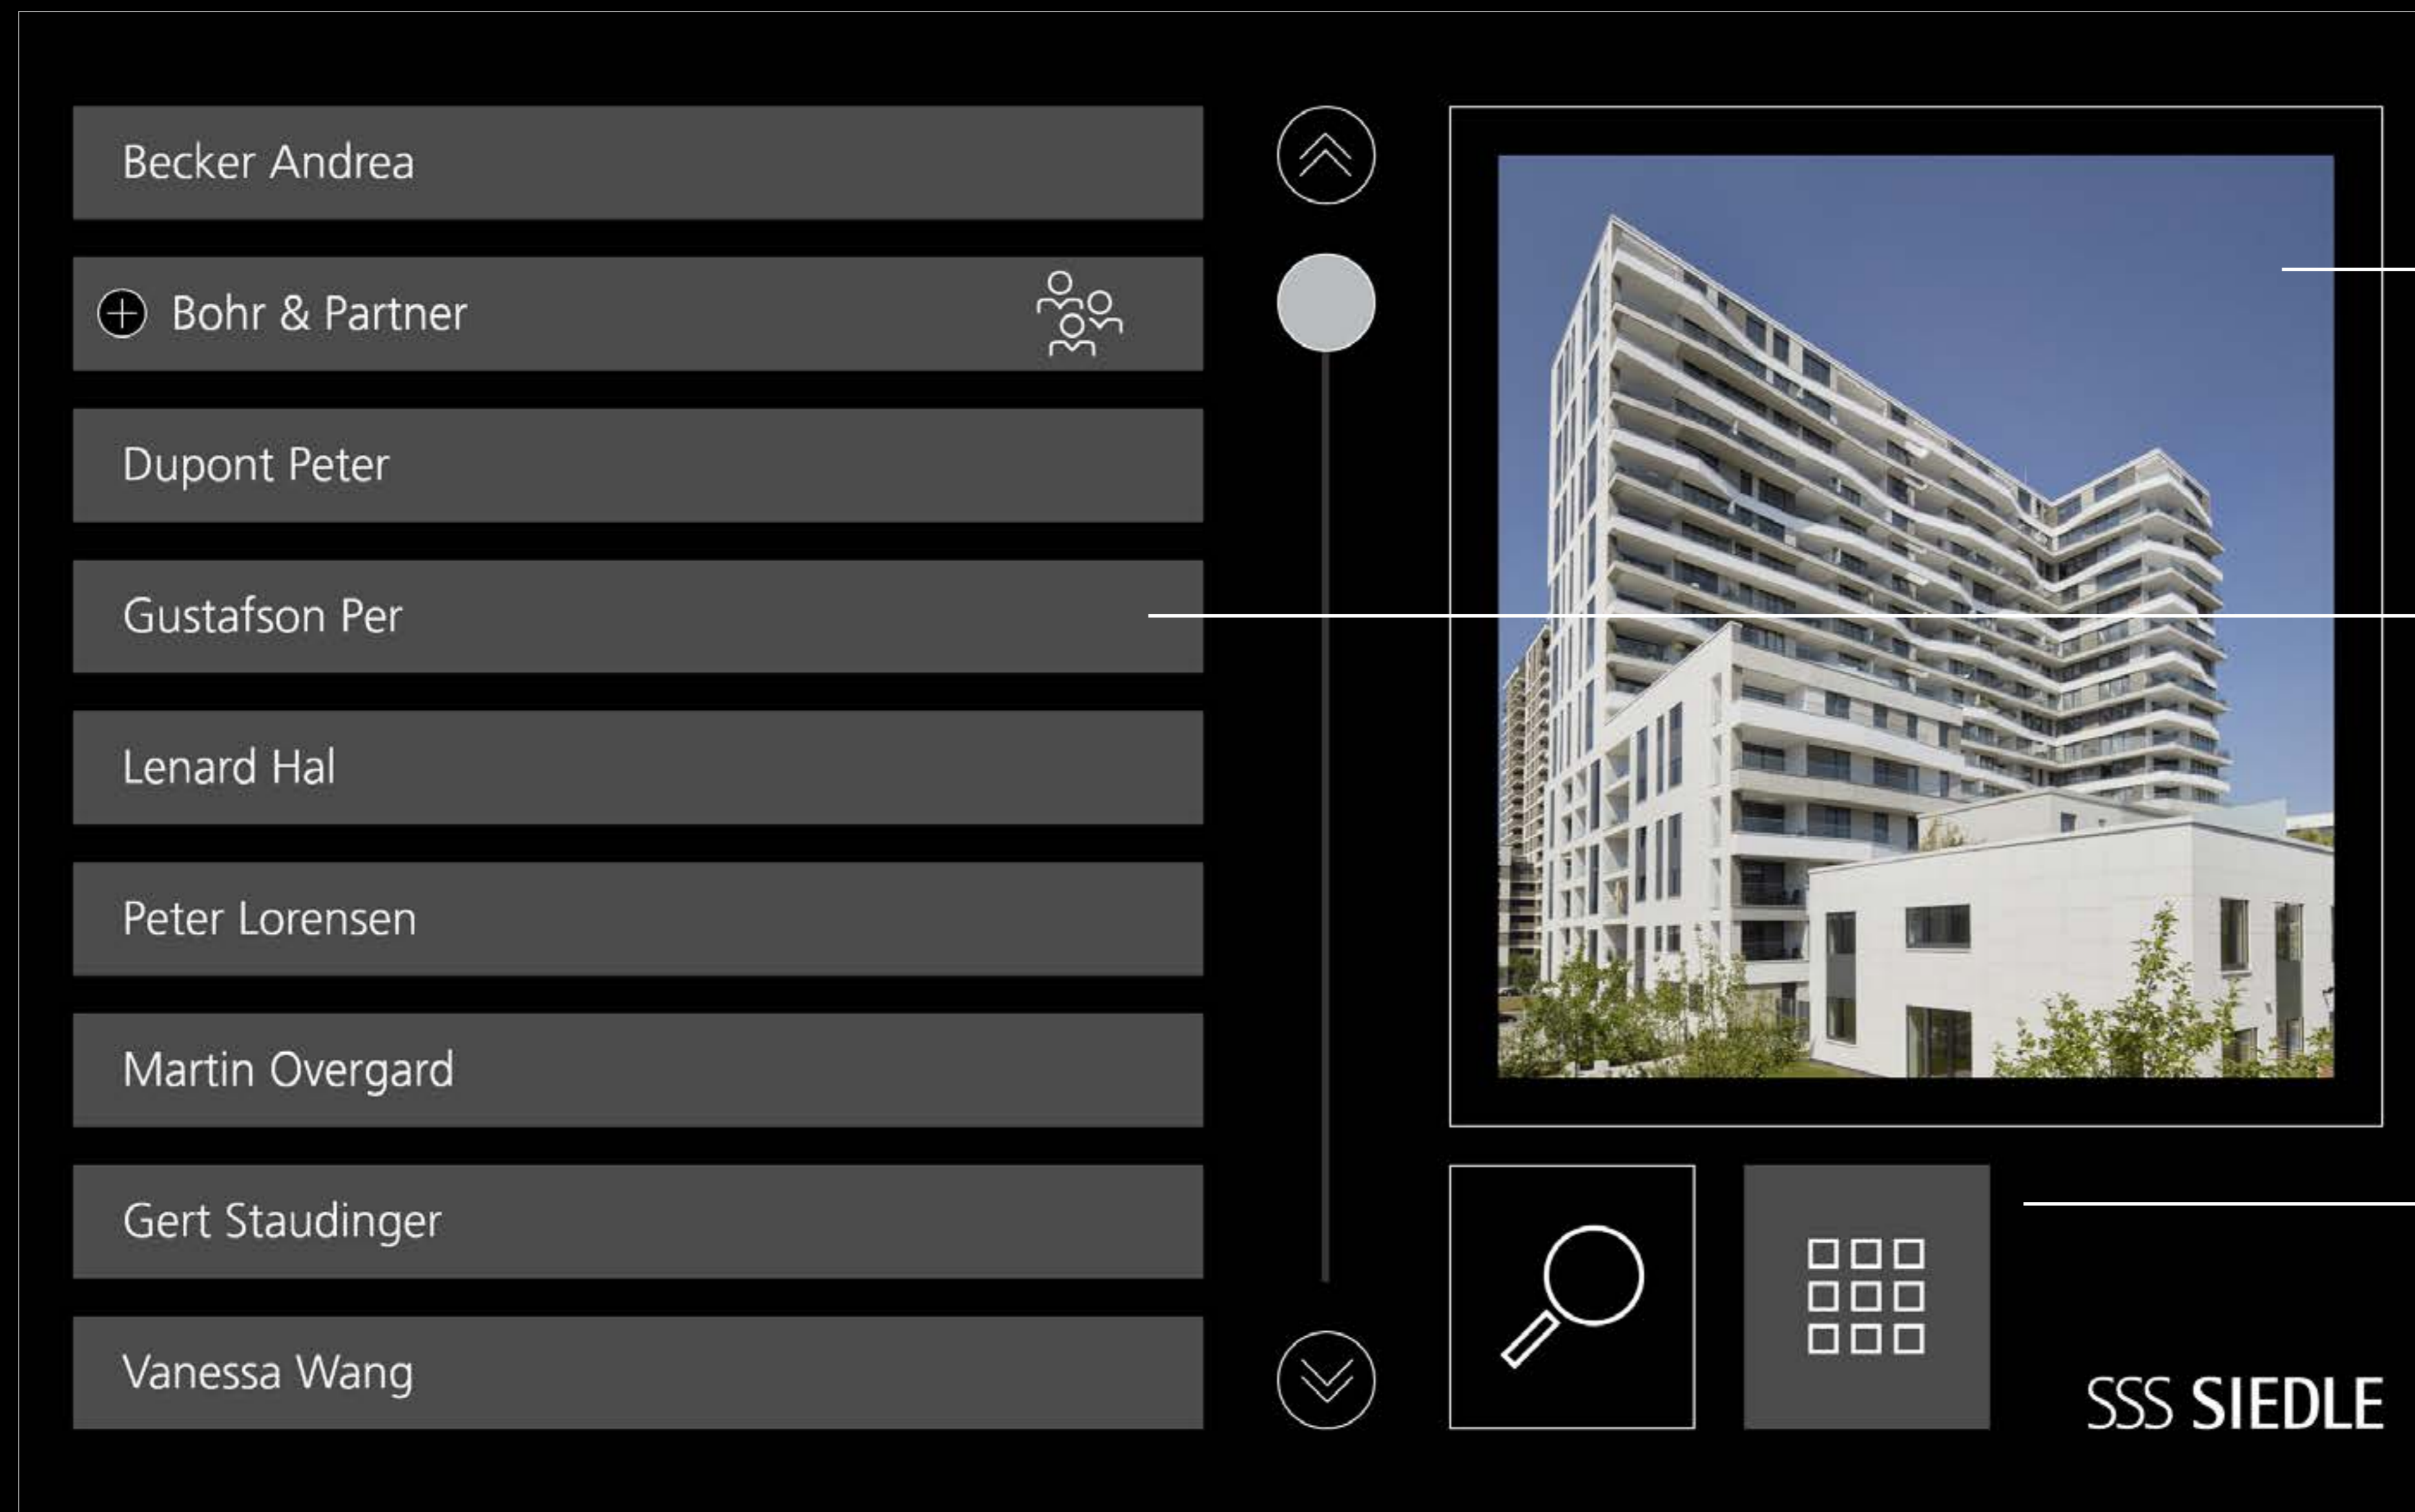 Becker Andrea
Bohr & Partner
Dupont Peter
Gustafson Per
Lenard Hal
Peter Lorensen
Martin Overgard
Gert Staudinger
Vanessa Wang
SSS SIEDLE